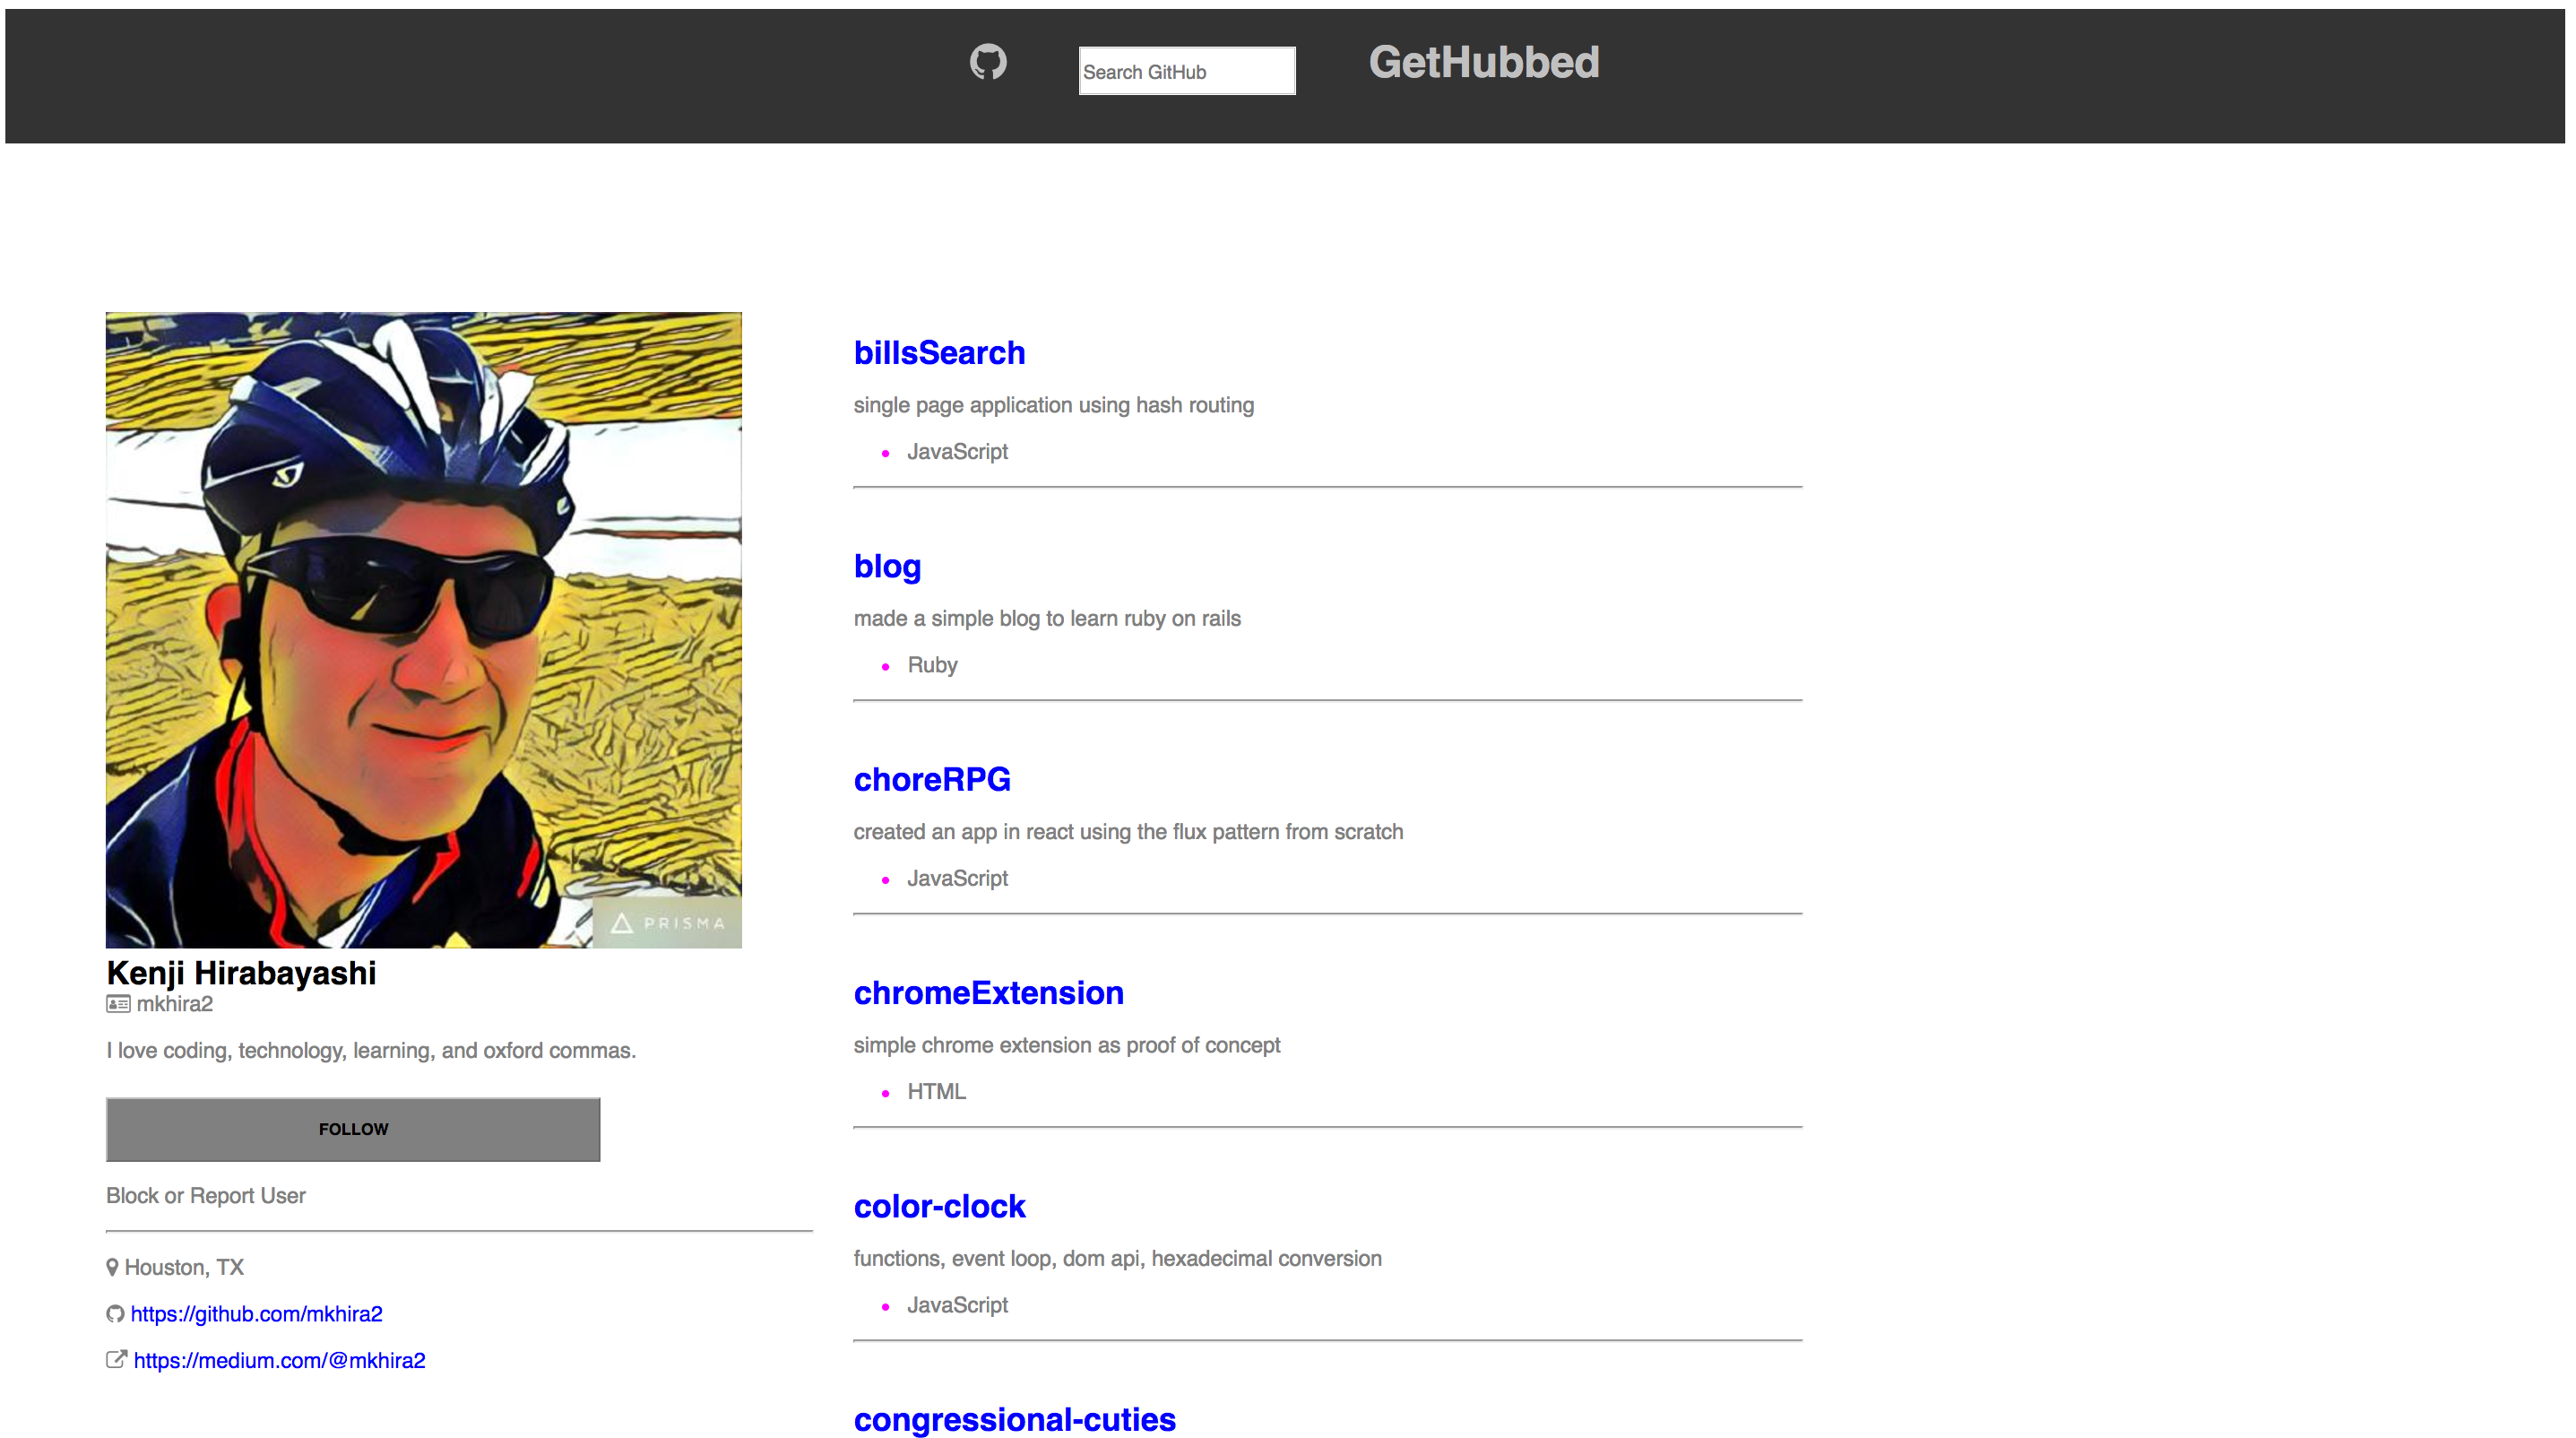 Search GitHub
GetHubbed
PRISMA
Kenji Hirabayashi
mkhira2
I love coding, technology, learning, and oxford commas.
FOLLOW
Block or Report User
Houston, TX
https://github.com/mkhira2
https://medium.com/@mkhira2
billsSearch
single page application using hash routing
JavaScript
blog
made a simple blog to learn ruby on rails
Ruby
choreRPG
created an app in react using the flux pattern from scratch
JavaScript
chromeExtension
simple chrome extension as proof of concept
HTML
color-clock
functions, event loop, dom api, hexadecimal conversion
JavaScript
congressional-cuties